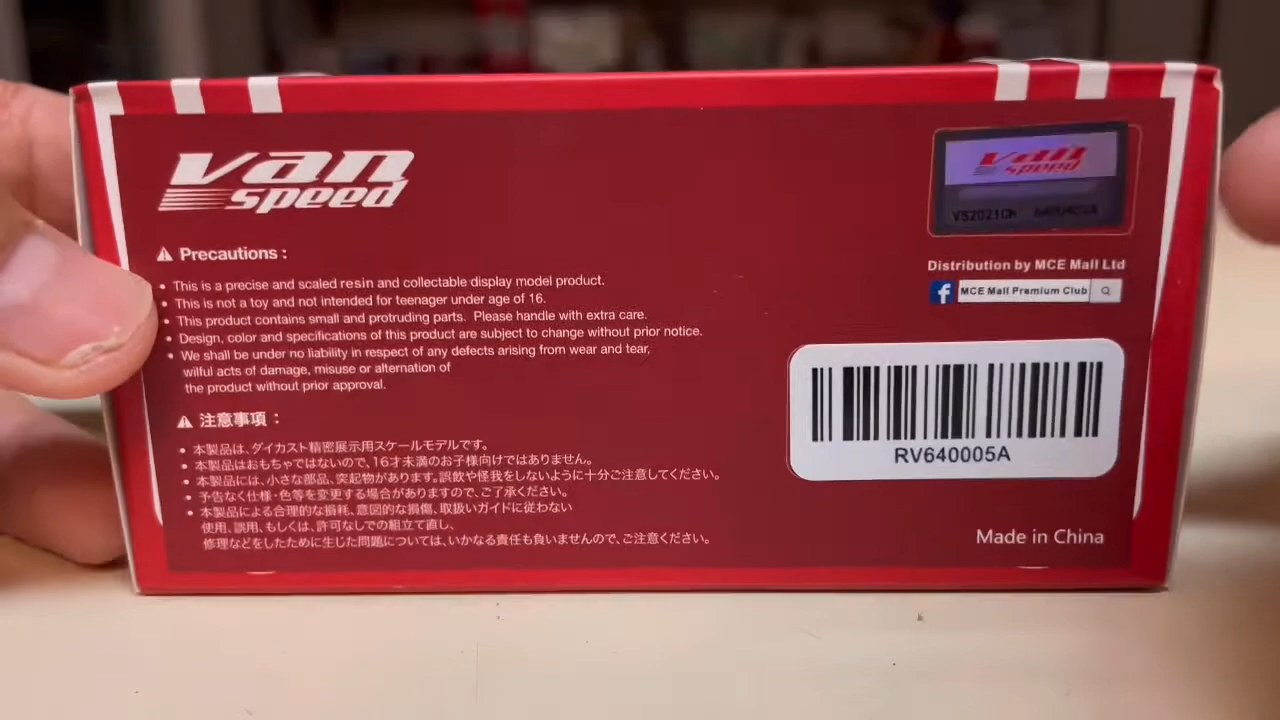 van
speed
Precautions :
• This is a precise and scaled resin and collectable display model product.
• This is not a toy and not intended for teenager under age of 16.
• This product contains small and protruding parts. Please handle with extra care.
• Design, color and specifications of this product are subject to change without prior notice.
• We shall be under no liability in respect of any defects arising from wear and tear,
wilful acts of damage, misuse or alternation of
the product without prior approval.
注意事項 :
• 本製品は、ダイカスト精密展示用スケールモデルです。
• 本製品はおもちゃではないので、16才未満のお子様向けではありません。
• 本製品には、小さな部品、突起物があります。誤飲や怪我をしないように十分ご注意してください。
• 予告なく仕様・色等を変更する場合がありますので、ご了承ください。
• 本製品による合理的な損耗、意図的な損傷、取扱いガイドに従わない
使用、誤用、もしくは、許可なしでの組立て直し、
修理などをしたために生じた問題については、いかなる責任も負いませんので、ご注意ください。
van
speed
VS2021CH
Distribution by MCE Mall Ltd
f MCE Mall Premium Club
RV640005A
Made in China